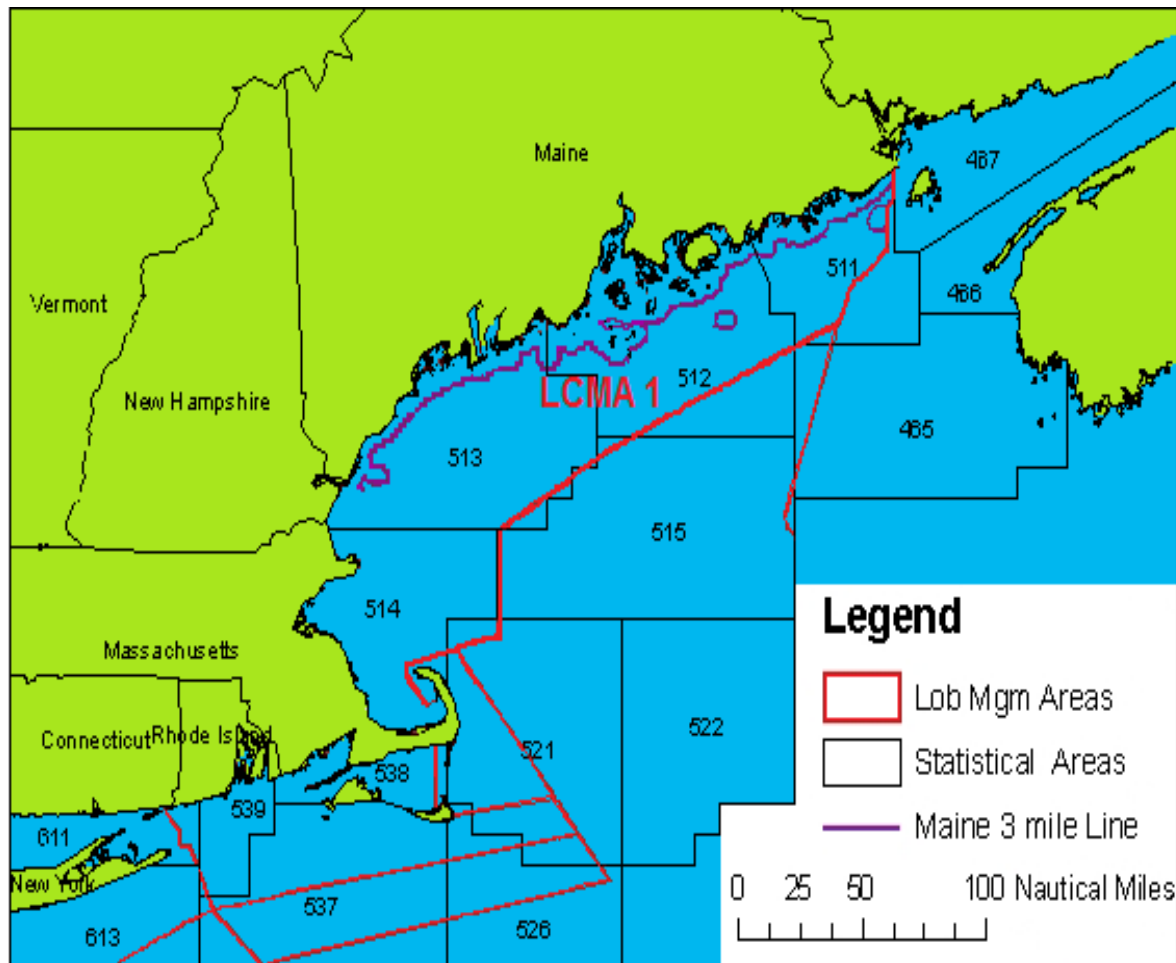 Maine
467
Vermont
511
466
New Hampshire
512
LCMA 1
465
513
515
514
Massachusetts
522
521
Connecticut
Rhode Island
538
539
611
New York
537
526
613
Legend
Lob Mgm Areas
Statistical Areas
Maine 3 mile Line
0 25 50 100 Nautical Miles